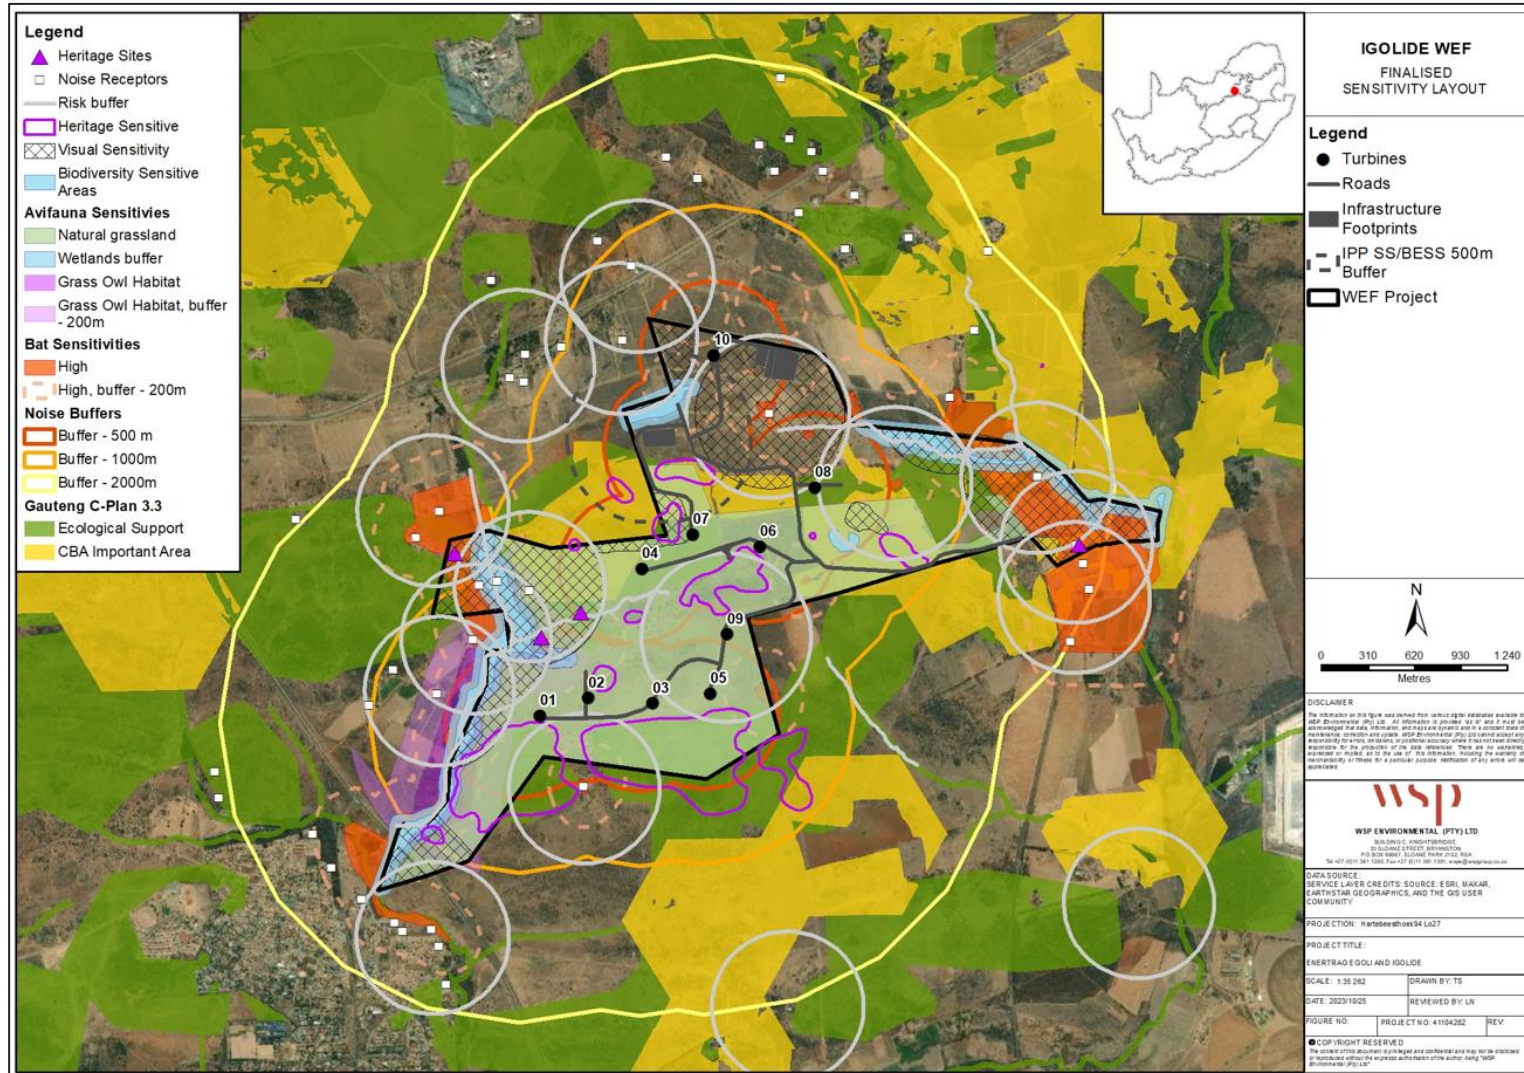 Legend
Heritage Sites
Noise Receptors
Risk buffer
Heritage Sensitive
Visual Sensitivity
Biodiversity Sensitive
Areas
Avifauna Sensitivies
Natural grassland
Wetlands buffer
Grass Owl Habitat
Grass Owl Habitat, buffer
- 200m
Bat Sensitivities
High
High, buffer - 200m
Noise Buffers
Buffer - 500 m
Buffer - 1000m
Buffer - 2000m
Gauteng C-Plan 3.3
Ecological Support
CBA Important Area
10
08
07
06
04
09
02
05
03
01
IGOLIDE WEF
FINALISED
SENSITIVITY LAYOUT
Legend
Turbines
Roads
Infrastructure
Footprints
IPP SS/BESS 500m
Buffer
WEF Project
N
0 310 620 930 1 240
Metres
DISCLAIMER
wsp
WSP ENVIRONMENTAL (PTY) LTD
BUILDING C, KNIGHTSBRIDGE,
33 SLOANE STREET, BRYANSTON
DATA SOURCE:
SERVICE LAYER CREDITS: SOURCE: ESRI, MAXAR,
EARTHSTAR GEOGRAPHICS, AND THE GIS USER
COMMUNITY
PROJECTION: Hartebeesthoek94 Lo27
PROJECT TITLE:
ENERTRAG EGOLI AND IGOLIDE
SCALE: 1:35 262
DRAWN BY: TS
DATE: 2023/10/25
REVIEWED BY: LN
FIGURE NO:
PROJECT NO: 41104282
REV:
COPYRIGHT RESERVED